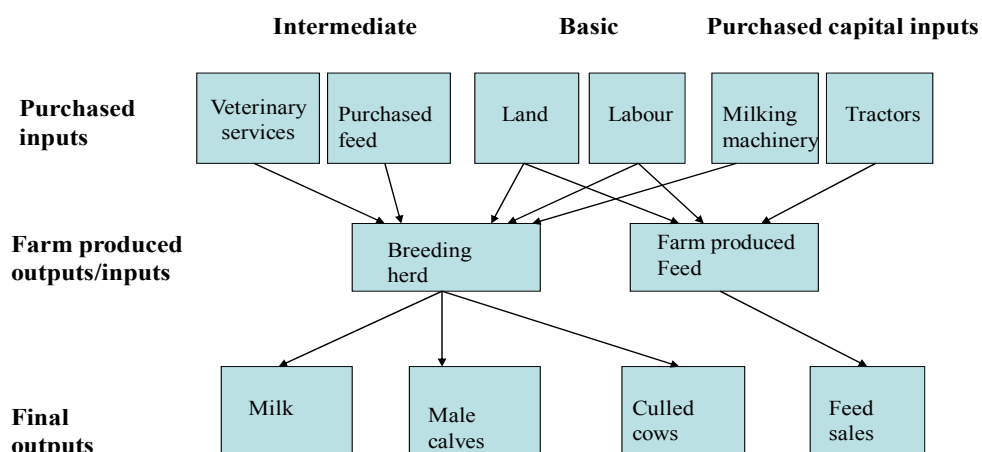 Intermediate Basic Purchased capital inputs
Purchased
inputs
Veterinary
services
Purchased
feed
Land
Labour
Milking
machinery
Tractors
Farm produced
outputs/inputs
Breeding
herd
Farm produced
Feed
Final
outputs
Milk
Male
calves
Culled
cows
Feed
sales